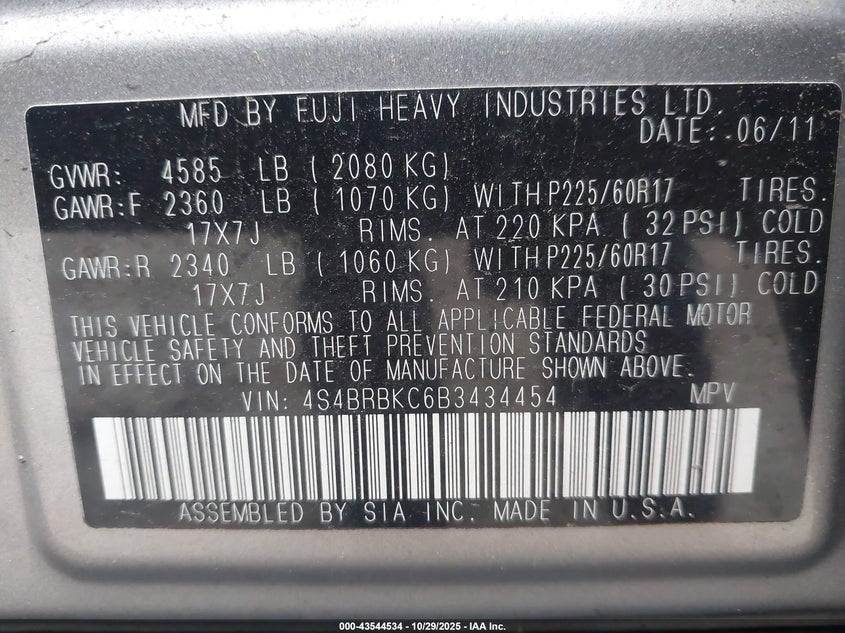 MFD BY FUJI HEAVY INDUSTRIES LTD.
DATE: 06/11
GVWR: 4585 LB ( 2080 KG)
GAWR:F 2360 LB ( 1070 KG) WITH P225/60R17 TIRES.
17X7J RIMS. AT 220 KPA ( 32 PSI) COLD
GAWR:R 2340 LB ( 1060 KG) WITH P225/60R17 TIRES.
17X7J RIMS. AT 210 KPA ( 30 PSI) COLD
THIS VEHICLE CONFORMS TO ALL APPLICABLE FEDERAL MOTOR
VEHICLE SAFETY AND THEFT PREVENTION STANDARDS
IN EFFECT ON THE DATE OF MANUFACTURE SHOWN ABOVE.
VIN: 4S4BRBKC6B3434454 MPV
ASSEMBLED BY SIA INC. MADE IN U.S.A.
000-43544534 - 10/29/2025 - IAA Inc.